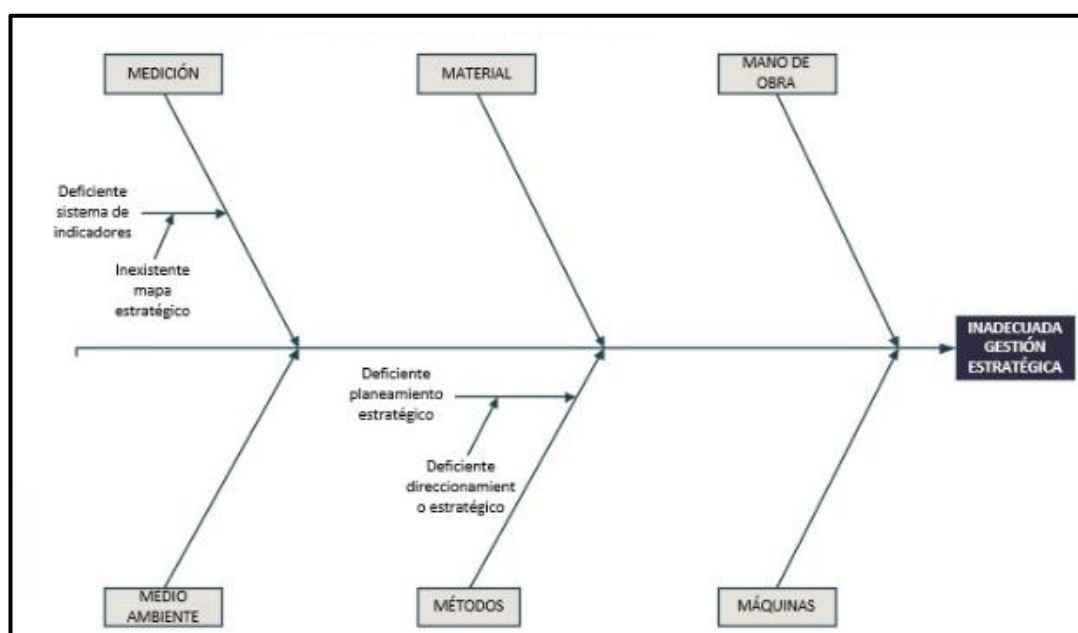 MEDICIÓN
MATERIAL
MANO DE
OBRA
Deficiente
sistema de
indicadores
Inexistente
mapa
estratégico
INADECUADA
GESTIÓN
ESTRATÉGICA
Deficiente
planeamiento
estratégico
Deficiente
direccionamient
o estratégico
MEDIO
AMBIENTE
MÉTODOS
MÁQUINAS